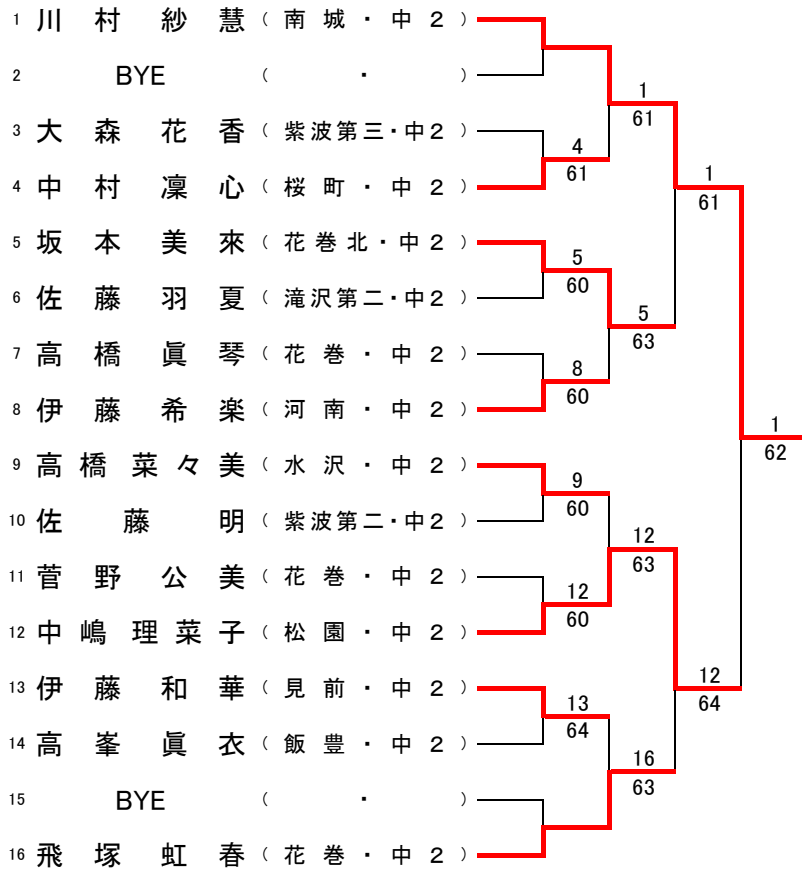 1 川村紗慧（南城・中2）
2 BYE（・）
3 大森花香（紫波第三・中2）
4 中村凜心（桜町・中2）
5 坂本美來（花巻北・中2）
6 佐藤羽夏（滝沢第二・中2）
7 高橋眞琴（花巻・中2）
8 伊藤希楽（河南・中2）
9 高橋菜々美（水沢・中2）
10 佐藤明（紫波第二・中2）
11 菅野公美（花巻・中2）
12 中嶋理菜子（松園・中2）
13 伊藤和華（見前・中2）
14 高峯眞衣（飯豊・中2）
15 BYE（・）
16 飛塚虹春（花巻・中2）
4
61
5
60
8
60
9
60
12
60
13
64
1
61
5
63
12
63
16
63
1
61
12
64
1
62